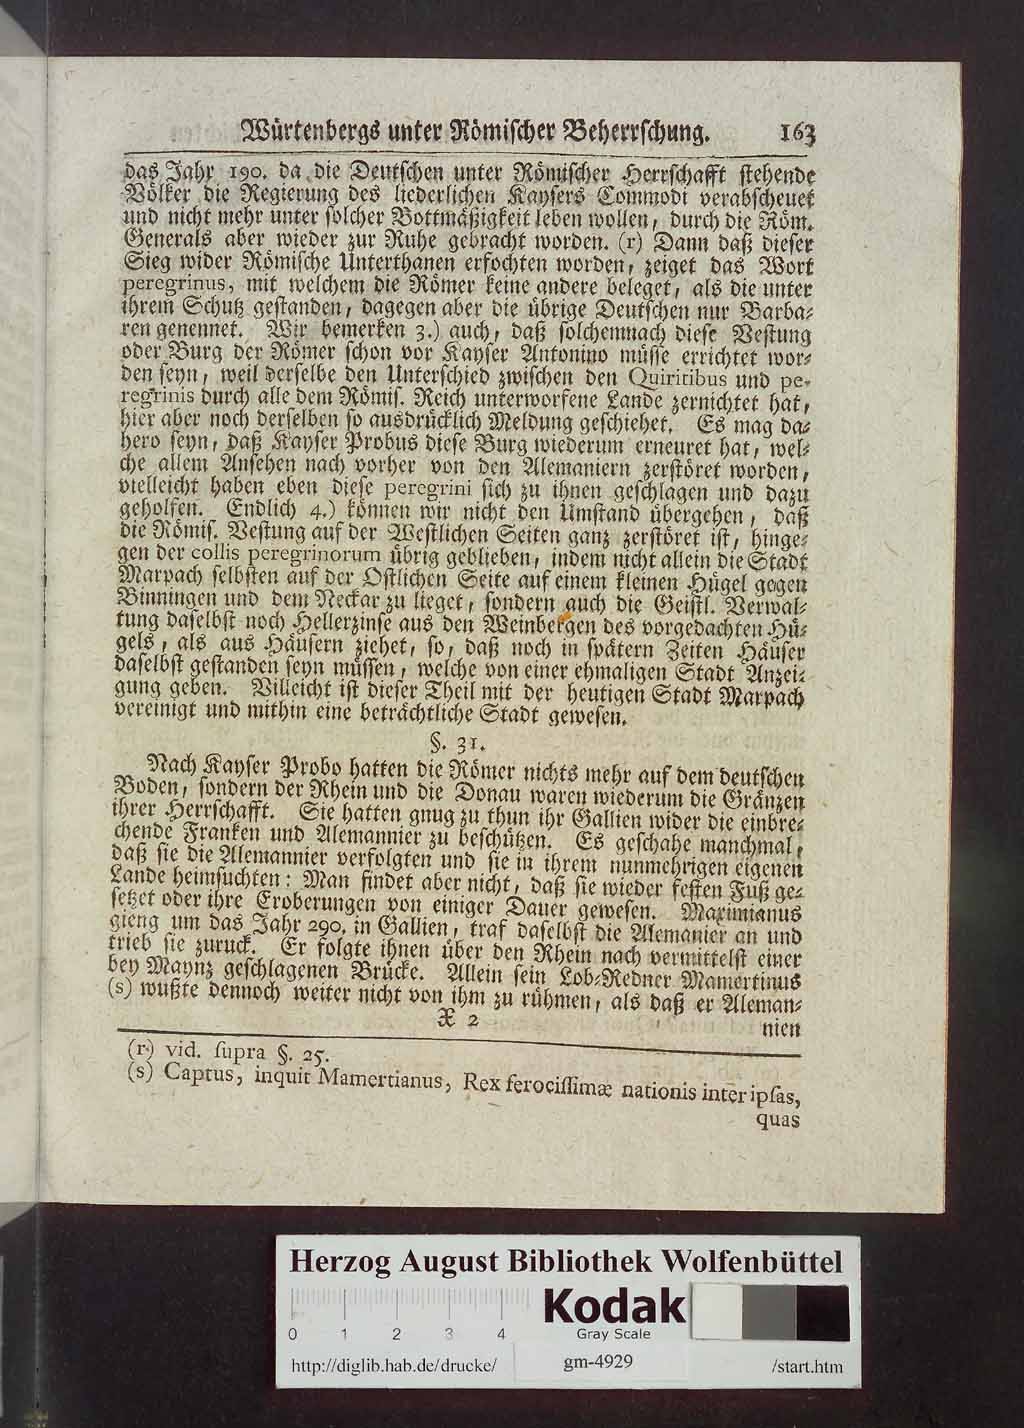 Würtenbergs unter Römischer Beherrschung. 163
das Jahr 190. da die Deutschen unter Römischer Herrschafft stehende
Völker die Regierung des liederlichen Kaysers Commodi verabscheuet
und nicht mehr unter solcher Bottmäßigkeit leben wollen, durch die Röm.
Generals aber wieder zur Ruhe gebracht worden. (r) Dann daß dieser
Sieg wider Römische Unterthanen erfochten worden, zeiget das Wort
peregrinus, mit welchem die Römer keine andere beleget, als die unter
ihrem Schutz gestanden, dagegen aber die übrige Deutschen nur Barba-
ren genennet. Wir bemerken 3.) auch, daß solchemnach diese Vestung
oder Burg der Römer schon vor Kayser Antonino müsse errichtet wor-
den seyn, weil derselbe den Unterschied zwischen den Quiritibus und pe-
regrinis durch alle dem Römis. Reich unterworfene Lande zernichtet hat,
hier aber noch derselben so ausdrücklich Meldung geschiehet. Es mag da-
hero seyn, daß Kayser Probus diese Burg wiederum erneuret hat, wel-
che allem Ansehen nach vorher von den Alemaniern zerstöret worden,
vielleicht haben eben diese peregrini sich zu ihnen geschlagen und dazu
geholfen. Endlich 4.) können wir nicht den Umstand übergehen, daß
die Römis. Vestung auf der Westlichen Seiten ganz zerstöret ist, hinge-
gen der collis peregrinorum übrig geblieben, indem nicht allein die Stadt
Marpach selbsten auf der Ostlichen Seite auf einem kleinen Hügel gegen
Binningen und dem Neckar zu lieget, sondern auch die Geistl. Verwal-
tung daselbst noch Hellerzinse aus den Weinbergen des vorgedachten Hü-
gels, als aus Häusern ziehet, so, daß noch in spätern Zeiten Häuser
daselbst gestanden seyn müssen, welche von einer ehmaligen Stadt Anzei-
gung geben. Villeicht ist dieser Theil mit der heutigen Stadt Marpach
vereinigt und mithin eine beträchtliche Stadt gewesen.
§. 31.
Nach Kayser Probo hatten die Römer nichts mehr auf dem deutschen
Boden, sondern der Rhein und die Donau waren wiederum die Gränzen
ihrer Herrschafft. Sie hatten gnug zu thun ihr Gallien wider die einbre-
chende Franken und Alemannier zu beschützen. Es geschahe manchmal,
daß sie die Alemannier verfolgten und sie in ihrem nunmehrigen eigenen
Lande heimsuchten: Man findet aber nicht, daß sie wieder festen Fuß ge-
setzet oder ihre Eroberungen von einiger Dauer gewesen. Maximianus
gieng um das Jahr 290. in Gallien, traf daselbst die Alemanier an und
trieb sie zuruck. Er folgte ihnen über den Rhein nach vermittelst einer
bey Maynz geschlagenen Brücke. Allein sein Lob-Redner Mamertinus
(s) wußte dennoch weiter nicht von ihm zu rühmen, als daß er Aleman-
X 2 nien
(r) vid. supra §. 25.
(s) Captus, inquit Mamertianus, Rex ferocissimæ nationis inter ipsas,
quas
Herzog August Bibliothek Wolfenbüttel
Kodak
Gray Scale
0 1 2 3 4
http://diglib.hab.de/drucke/ gm-4929 /start.htm